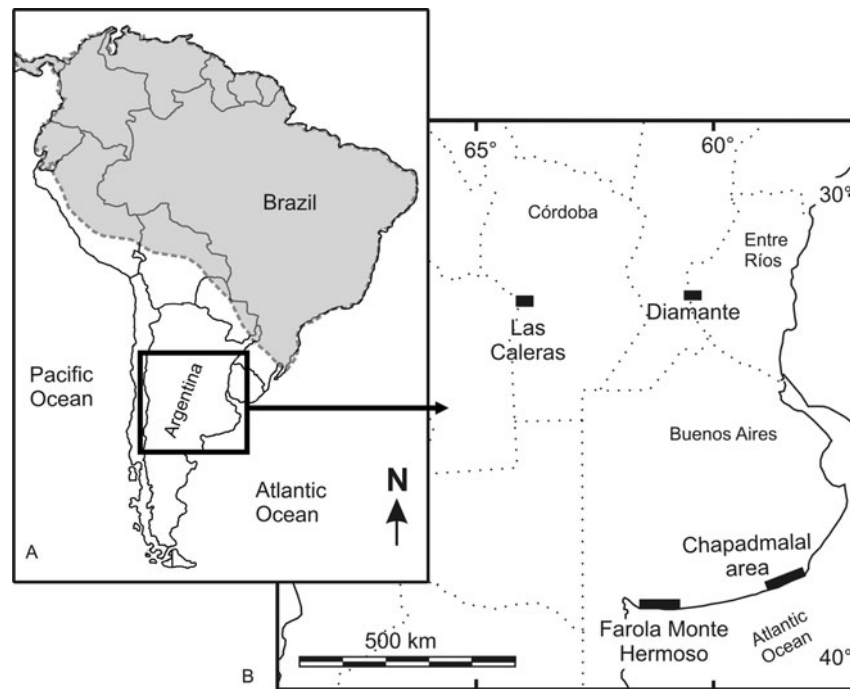 Brazil
Argentina
Pacific
Ocean
Atlantic
Ocean
N
A
65°
60°
30°
Córdoba
Entre
Ríos
Las
Caleras
Diamante
Buenos Aires
Chapadmalal
area
Farola Monte
Hermoso
Atlantic
Ocean
40°
500 km
B